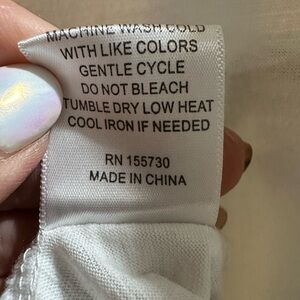 MACHINE WASH COLD
WITH LIKE COLORS
GENTLE CYCLE
DO NOT BLEACH
TUMBLE DRY LOW HEAT
COOL IRON IF NEEDED
RN 155730
MADE IN CHINA